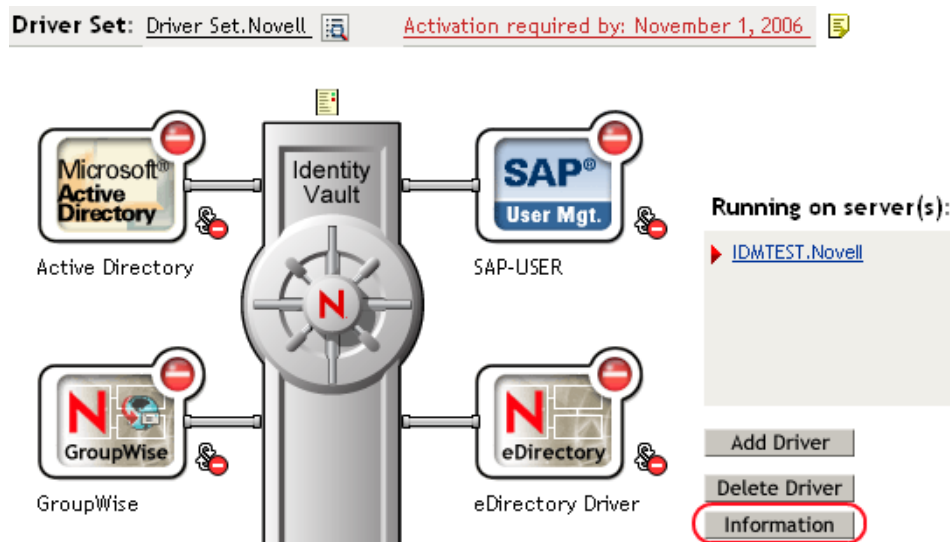 Driver Set: Driver Set.Novell Activation required by: November 1, 2006
Microsoft®
Active
Directory
Active Directory
Identity
Vault
N
SAP®
User Mgt.
SAP-USER
Running on server(s):
IDMTEST.Novell
N
GroupWise
GroupWise
N
eDirectory
eDirectory Driver
Add Driver
Delete Driver
Information